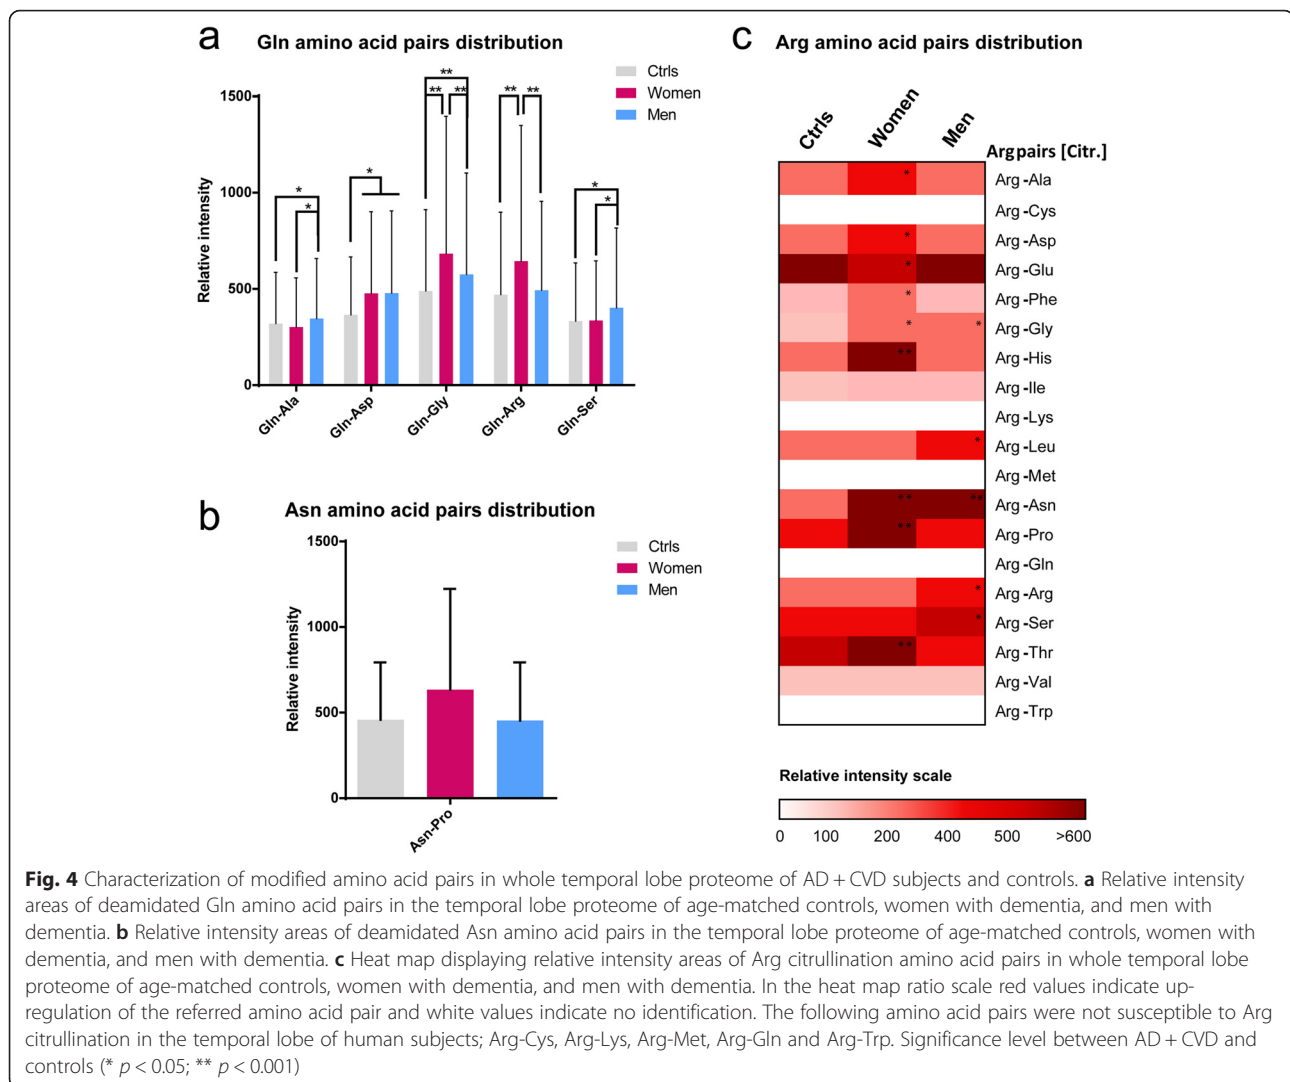 a
Gln amino acid pairs distribution
Ctrls
Women
Men
Relative intensity
1500
1000
500
0
** 
** **
** **
*
*
*
*
*
Gln-Ala
Gln-Asp
Gln-Gly
Gln-Arg
Gln-Ser
b
Asn amino acid pairs distribution
Ctrls
Women
Men
Relative intensity
1500
1000
500
0
Asn-Pro
c
Arg amino acid pairs distribution
Ctrls
Women
Men
Arg pairs [Citr.]
* Arg-Ala
Arg-Cys
* Arg-Asp
* Arg-Glu
* Arg-Phe
* * Arg-Gly
** Arg-His
Arg-Ile
Arg-Lys
* Arg-Leu
Arg-Met
** ** Arg-Asn
** Arg-Pro
Arg-Gln
* Arg-Arg
* Arg-Ser
** Arg-Thr
Arg-Val
Arg-Trp
Relative intensity scale
0 100 200 400 500 >600
Fig. 4 Characterization of modified amino acid pairs in whole temporal lobe proteome of AD + CVD subjects and controls. a Relative intensity
areas of deamidated Gln amino acid pairs in the temporal lobe proteome of age-matched controls, women with dementia, and men with
dementia. b Relative intensity areas of deamidated Asn amino acid pairs in the temporal lobe proteome of age-matched controls, women with
dementia, and men with dementia. c Heat map displaying relative intensity areas of Arg citrullination amino acid pairs in whole temporal lobe
proteome of age-matched controls, women with dementia, and men with dementia. In the heat map ratio scale red values indicate up-
regulation of the referred amino acid pair and white values indicate no identification. The following amino acid pairs were not susceptible to Arg
citrullination in the temporal lobe of human subjects; Arg-Cys, Arg-Lys, Arg-Met, Arg-Gln and Arg-Trp. Significance level between AD + CVD and
controls (* p < 0.05; ** p < 0.001)